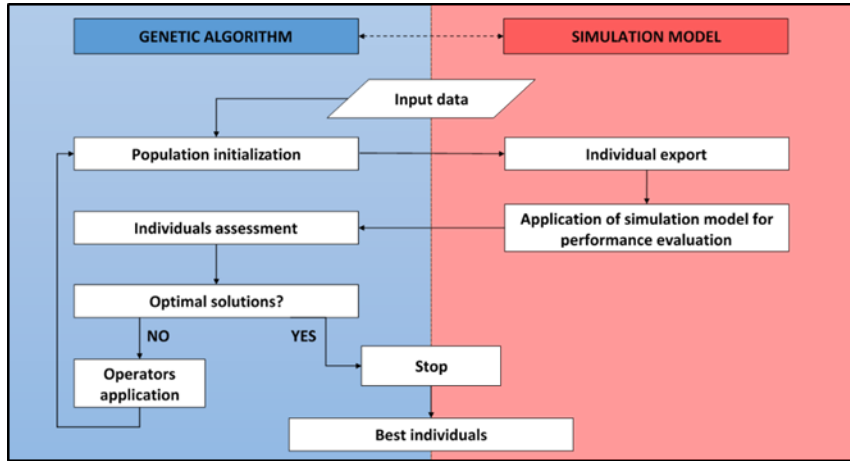 GENETIC ALGORITHM
SIMULATION MODEL
Input data
Population initialization
Individual export
Individuals assessment
Application of simulation model for
performance evaluation
Optimal solutions?
NO
YES
Operators
application
Stop
Best individuals